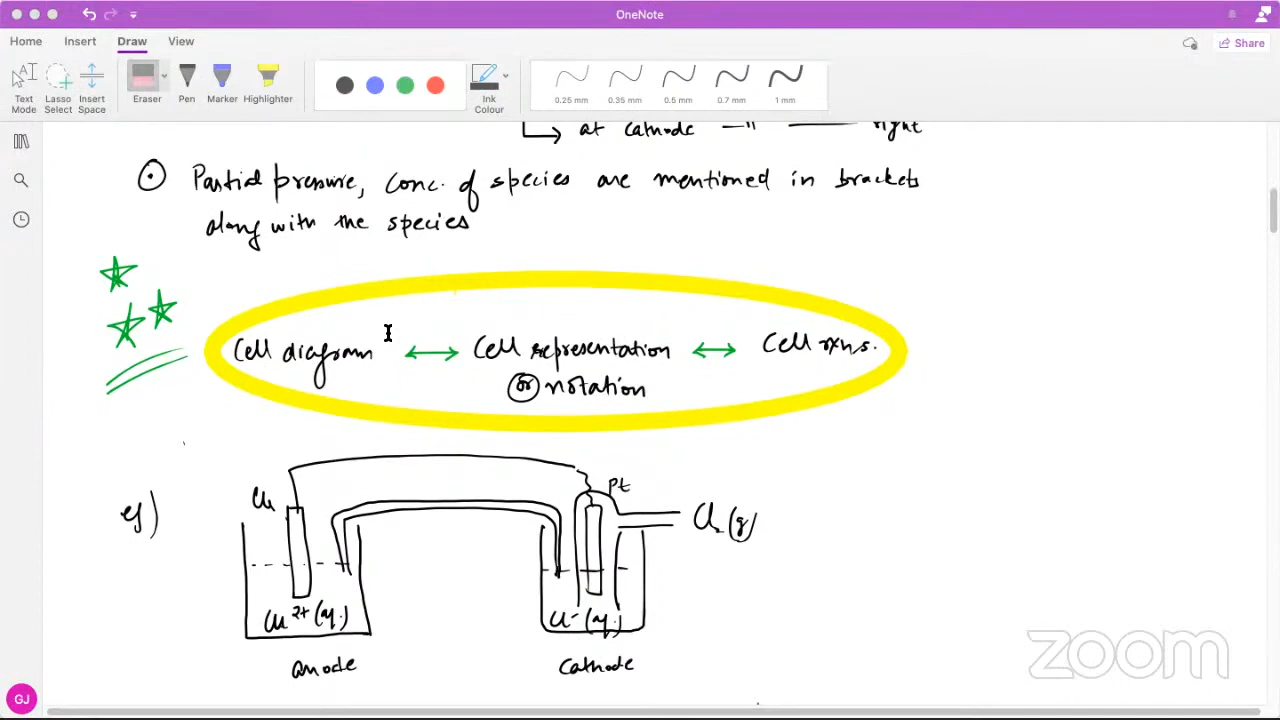 OneNote
Home Insert Draw View
Share
Text Mode Lasso Select Insert Space Eraser Pen Marker Highlighter Ink Colour 0.25 mm 0.35 mm 0.5 mm 0.7 mm 1 mm
at cathode —"— right
Partial pressure, conc. of species are mentioned in brackets
along with the species
Cell diagram ↔ Cell representation ↔ Cell rxns.
or notation
eg)
Cu
Pt
Cl2(g)
Cu2+(aq.)
Cl-(aq.)
anode
Cathode
zoom
GJ